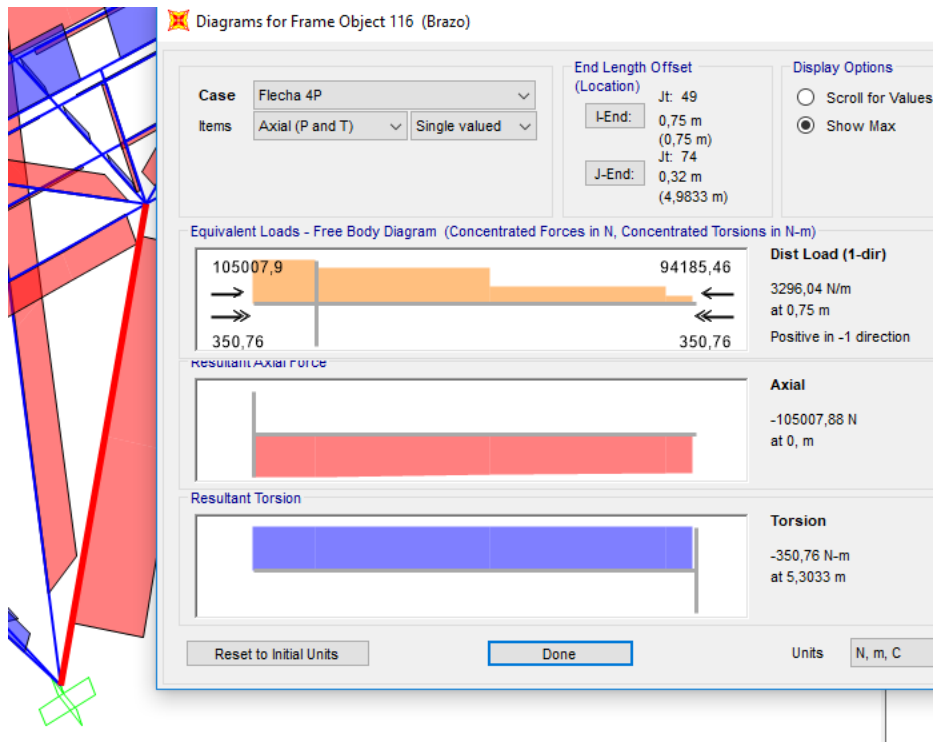 Diagrams for Frame Object 116 (Brazo)
Case Flecha 4P
Items Axial (P and T) Single valued
End Length Offset
(Location)
Jt: 49
I-End: 0,75 m
(0,75 m)
Jt: 74
J-End: 0,32 m
(4,9833 m)
Display Options
Scroll for Values
Show Max
Equivalent Loads - Free Body Diagram (Concentrated Forces in N, Concentrated Torsions in N-m)
105007,9 94185,46
350,76 350,76
Dist Load (1-dir)
3296,04 N/m
at 0,75 m
Positive in -1 direction
Resultant Axial Force
Axial
-105007,88 N
at 0, m
Resultant Torsion
Torsion
-350,76 N-m
at 5,3033 m
Reset to Initial Units Done Units N, m, C